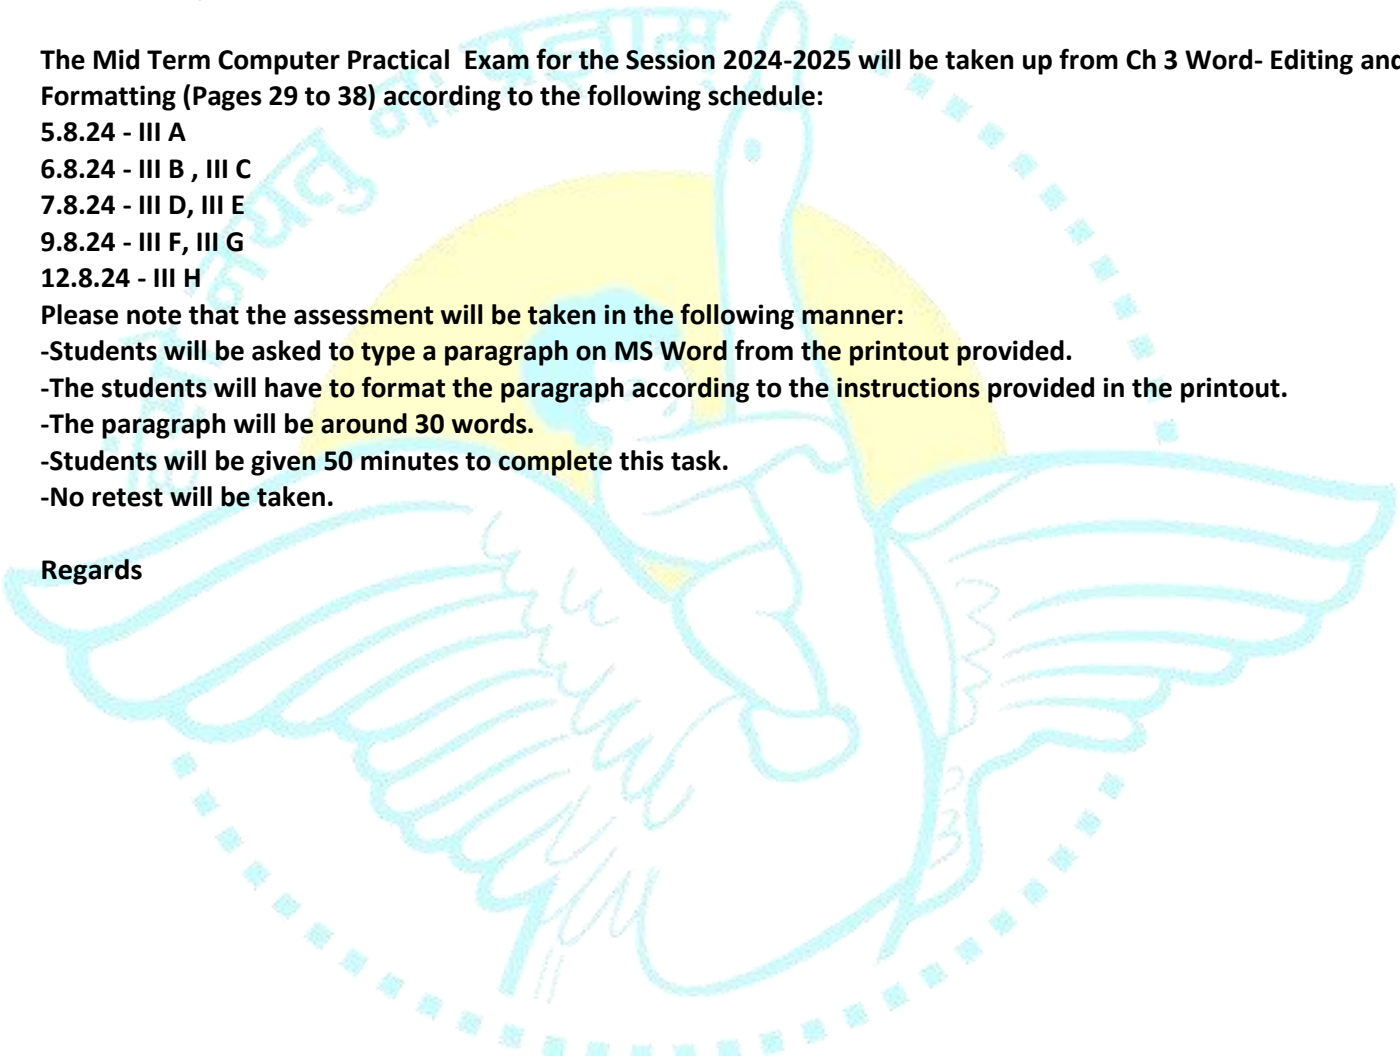 The Mid Term Computer Practical  Exam for the Session 2024-2025 will be taken up from Ch 3 Word- Editing and
Formatting (Pages 29 to 38) according to the following schedule:
5.8.24 - III A
6.8.24 - III B , III C
7.8.24 - III D, III E
9.8.24 - III F, III G
12.8.24 - III H
Please note that the assessment will be taken in the following manner:
-Students will be asked to type a paragraph on MS Word from the printout provided.
-The students will have to format the paragraph according to the instructions provided in the printout.
-The paragraph will be around 30 words.
-Students will be given 50 minutes to complete this task.
-No retest will be taken.
Regards
नयतु नः प्रज्ञानम्